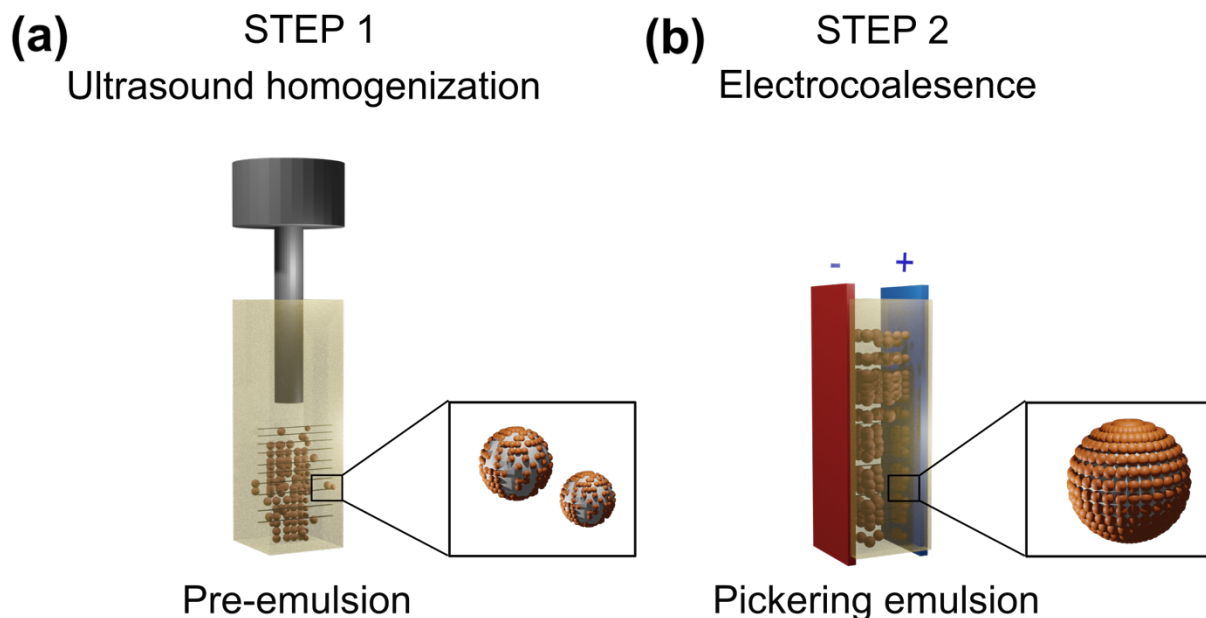 (a)
STEP 1
Ultrasound homogenization
Pre-emulsion
(b)
STEP 2
Electrocoalesence
- +
Pickering emulsion